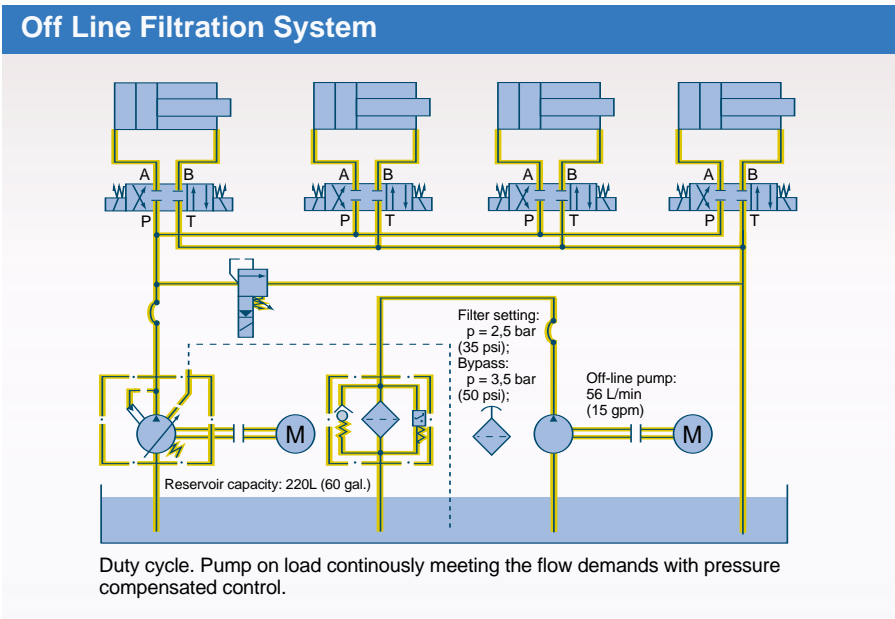 Off Line Filtration System
A B
P T
A B
P T
A B
P T
A B
P T
Filter setting:
p = 2,5 bar
(35 psi);
Bypass:
p = 3,5 bar
(50 psi);
Off-line pump:
56 L/min
(15 gpm)
M
M
Reservoir capacity: 220L (60 gal.)
Duty cycle. Pump on load continously meeting the flow demands with pressure
compensated control.